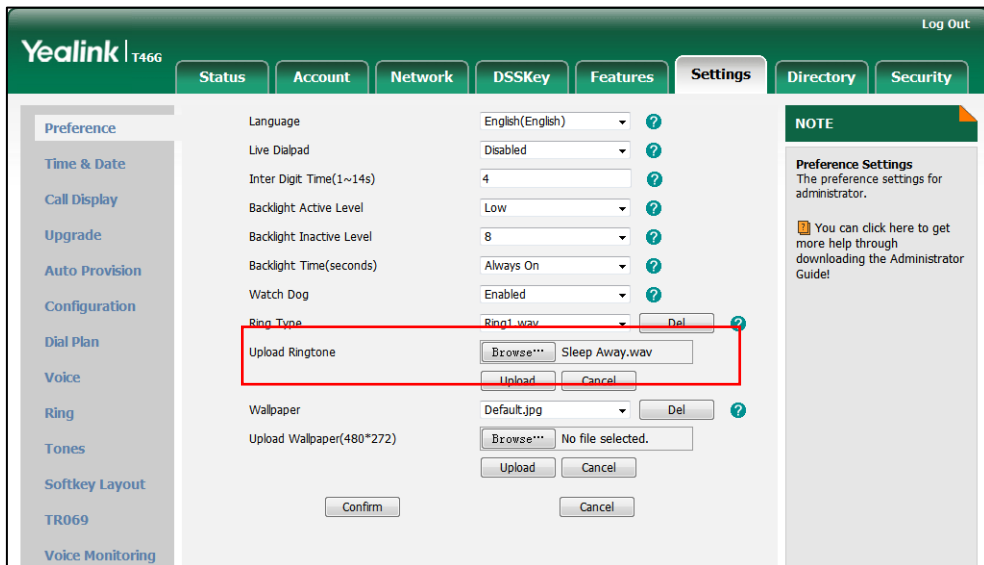 Log Out
Yealink T46G
Status Account Network DSSKey Features Settings Directory Security
Preference
Time & Date
Call Display
Upgrade
Auto Provision
Configuration
Dial Plan
Voice
Ring
Tones
Softkey Layout
TR069
Voice Monitoring
Language English(English) ?
Live Dialpad Disabled ?
Inter Digit Time(1~14s) 4 ?
Backlight Active Level Low ?
Backlight Inactive Level 8 ?
Backlight Time(seconds) Always On ?
Watch Dog Enabled ?
Ring Type Ring1.wav Del ?
Upload Ringtone Browse··· Sleep Away.wav
Upload Cancel
Wallpaper Default.jpg Del ?
Upload Wallpaper(480*272) Browse··· No file selected.
Upload Cancel
Confirm Cancel
NOTE
Preference Settings
The preference settings for
administrator.
? You can click here to get
more help through
downloading the Administrator
Guide!